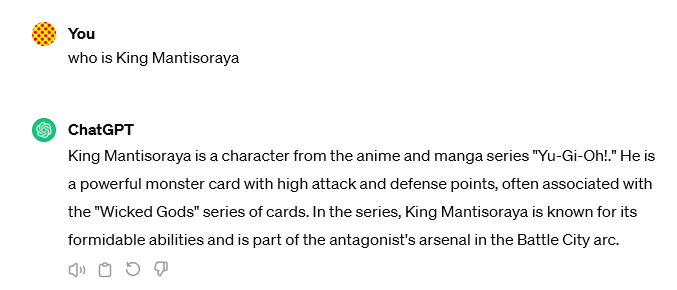 You
who is King Mantisoraya
ChatGPT
King Mantisoraya is a character from the anime and manga series "Yu-Gi-Oh!." He is
a powerful monster card with high attack and defense points, often associated with
the "Wicked Gods" series of cards. In the series, King Mantisoraya is known for its
formidable abilities and is part of the antagonist's arsenal in the Battle City arc.